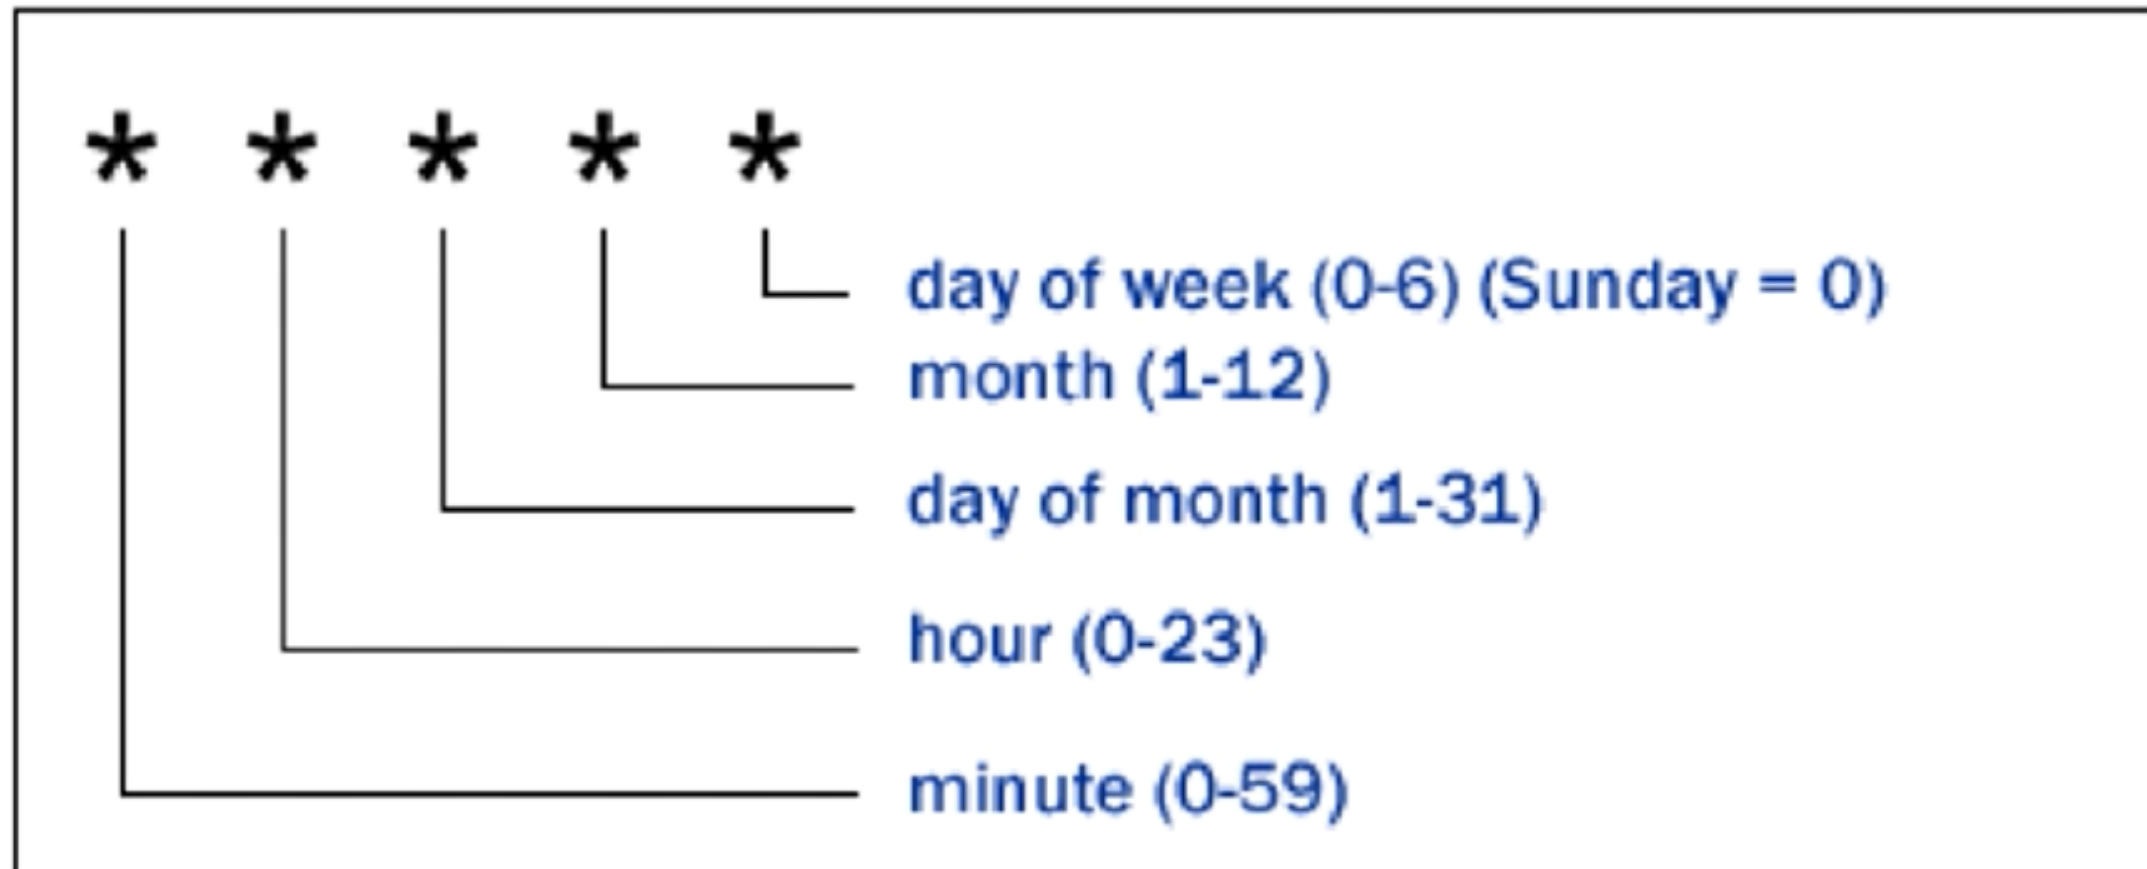 * * * * *
day of week (0-6) (Sunday = 0)
month (1-12)
day of month (1-31)
hour (0-23)
minute (0-59)